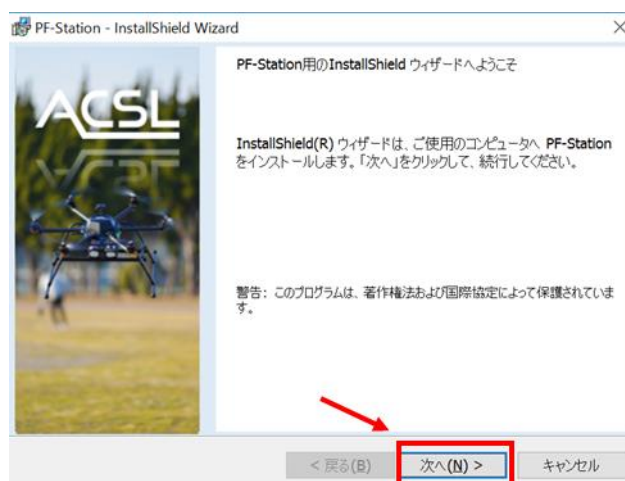 PF-Station - InstallShield Wizard
ACSL
PF-Station用のInstallShield ウィザードへようこそ
InstallShield(R) ウィザードは、ご使用のコンピュータへ PF-Station
をインストールします。「次へ」をクリックして、続行してください。
警告: このプログラムは、著作権法および国際協定によって保護されていま
す。
< 戻る(B)
次へ(N) >
キャンセル